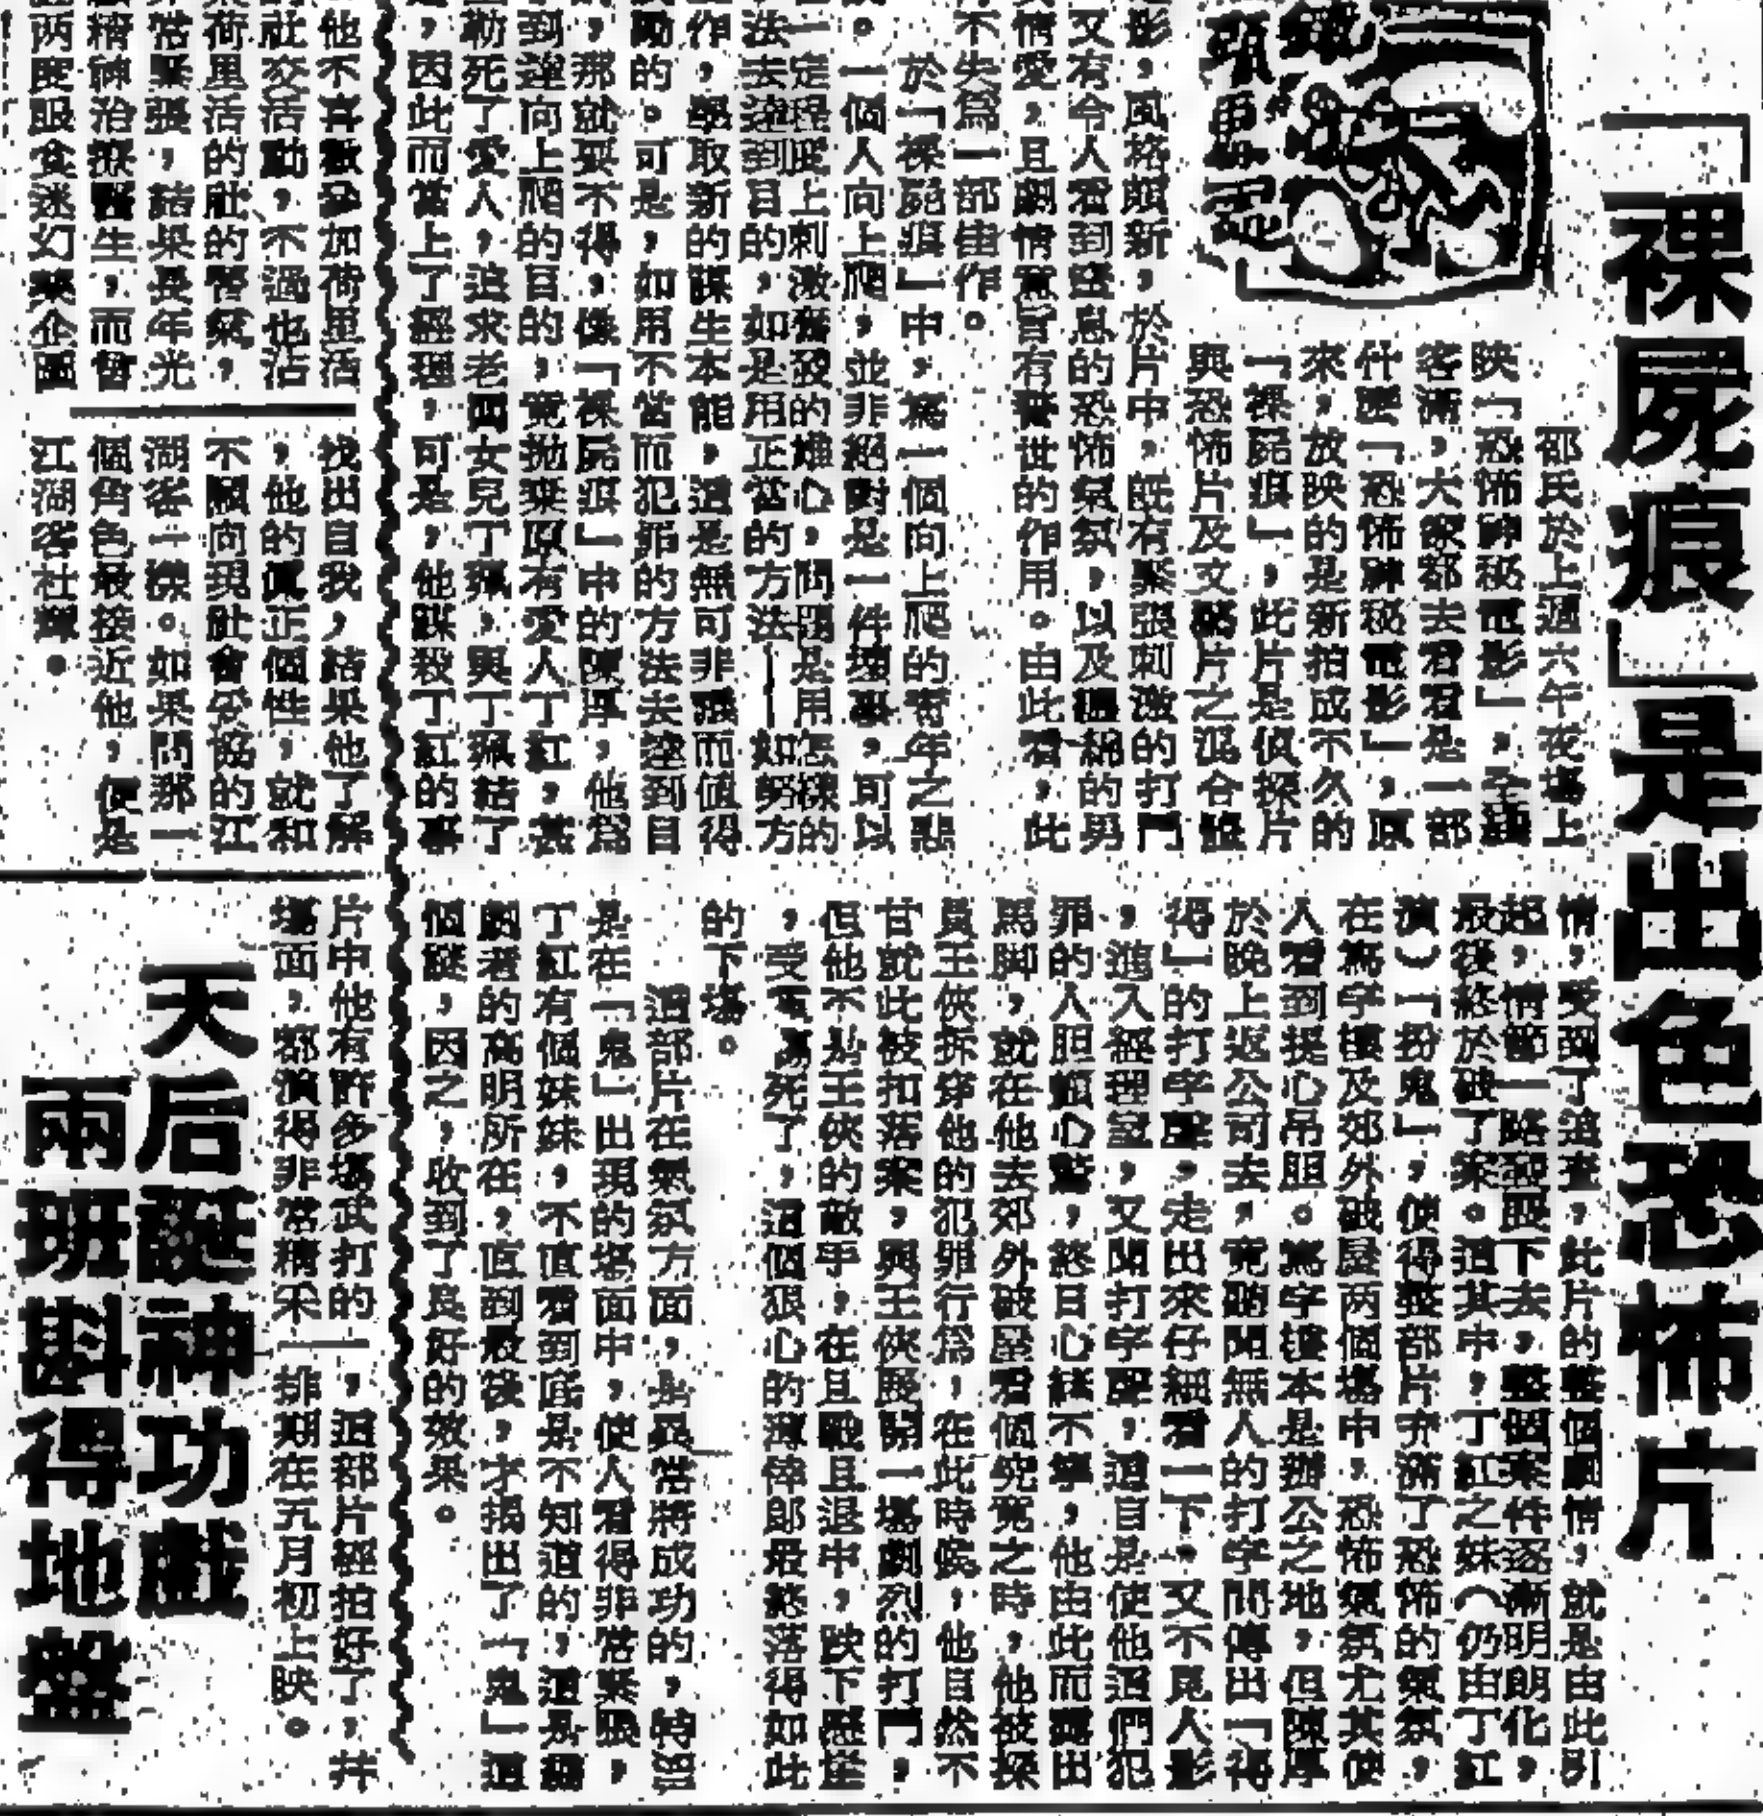 「裸屍痕」是出色恐怖片
邵氏於上週六午夜場上
映「恐怖神秘電影」，全
客滿，大家都去看看是一部
什麼「恐怖神秘電影」，原
來，放映的是新拍成不久的
「裸屍痕」，此片是偵探片
與恐怖片及文藝片之混合
影，風格頗新，於片中，既有緊張刺激的打鬥
又有令人看到窒息的恐怖氣氛，以及纏綿的男
情愛，且劇情富有警世的作用。由此看，此
不失為一部佳作。
於「裸屍痕」中，寫一個向上爬的青年之悲
。一個人向上爬，並非絕對是一件壞事，可以
一定程度上刺激奮發的雄心，問題是用怎樣的
法去達到目的，如是用正當的方法——如努力
作，學取新的謀生本能，這是無可非議而值得
勵的。可是，如用不當而犯罪的方法去達到目
，那就要不得，像「裸屍痕」中的陳厚，他為
到達向上爬的目的，竟拋棄原有愛人丁紅，甚
勒死了愛人，追求老闆女兒丁珮，與丁珮結了
，因此而當上了經理，可是，他謀殺丁紅的事
情，受到了追查，此片的整個劇情，就是由此引
起，情節一路發展下去，整個案件逐漸明朗化，
最後終於破了案。這其中，丁紅之妹（仍由丁紅
演）「扮鬼」，使得整部片充滿了恐怖的氣氛，
在寫字樓及郊外破屋两個場中，恐怖氣氛尤其使
人看到提心吊胆。寫字樓本是辦公之地，但陳厚
於晚上返公司去，竟聽聞無人的打字間傳出「得
得」的打字聲，走出來仔細看一下，又不見人影
，進入經理室，又聞打字聲，這自是使他這個犯
罪的人胆顫心驚，終日心緒不寧，他由此而露出
馬脚，就在他去郊外破屋看個究竟之時，他被探
員王俠拆穿他的犯罪行為，在此時候，他自然不
甘就此被扣落案，與王俠展開一場劇烈的打鬥，
但他不是王俠的敵手，在且戰且退中，跌下
，受傷死了，這個狠心的薄倖郎最終落得如此
的下場。
這部片在氣氛方面，是異常將成功的，特別
是在「鬼」出現的場面中，使人看得非常緊張，
丁紅有個妹妹，不直看到底是不知道的，這是編
劇者的高明所在，直到最後，才揭出了「鬼」這
個謎，因之，收到了良好的效果。
他不喜歡參加荷里活
社交活動，不過也沾
荷里活的壯的習氣，
常緊張，結果長年光
精神治療醫生，而嘗
两度服食迷幻藥企圖
找出自我，結果他了解
，他的真正個性，就和
不願向現社會妥協的江
湖客一樣。如果問那一
個角色最接近他，便是
江湖客杜輝。
片中他有許多場武打的
場面，都演得非常精采
，這部片經拍好了，幷
排期在五月初上映。
天后誕神功戲
兩班斟得地盤